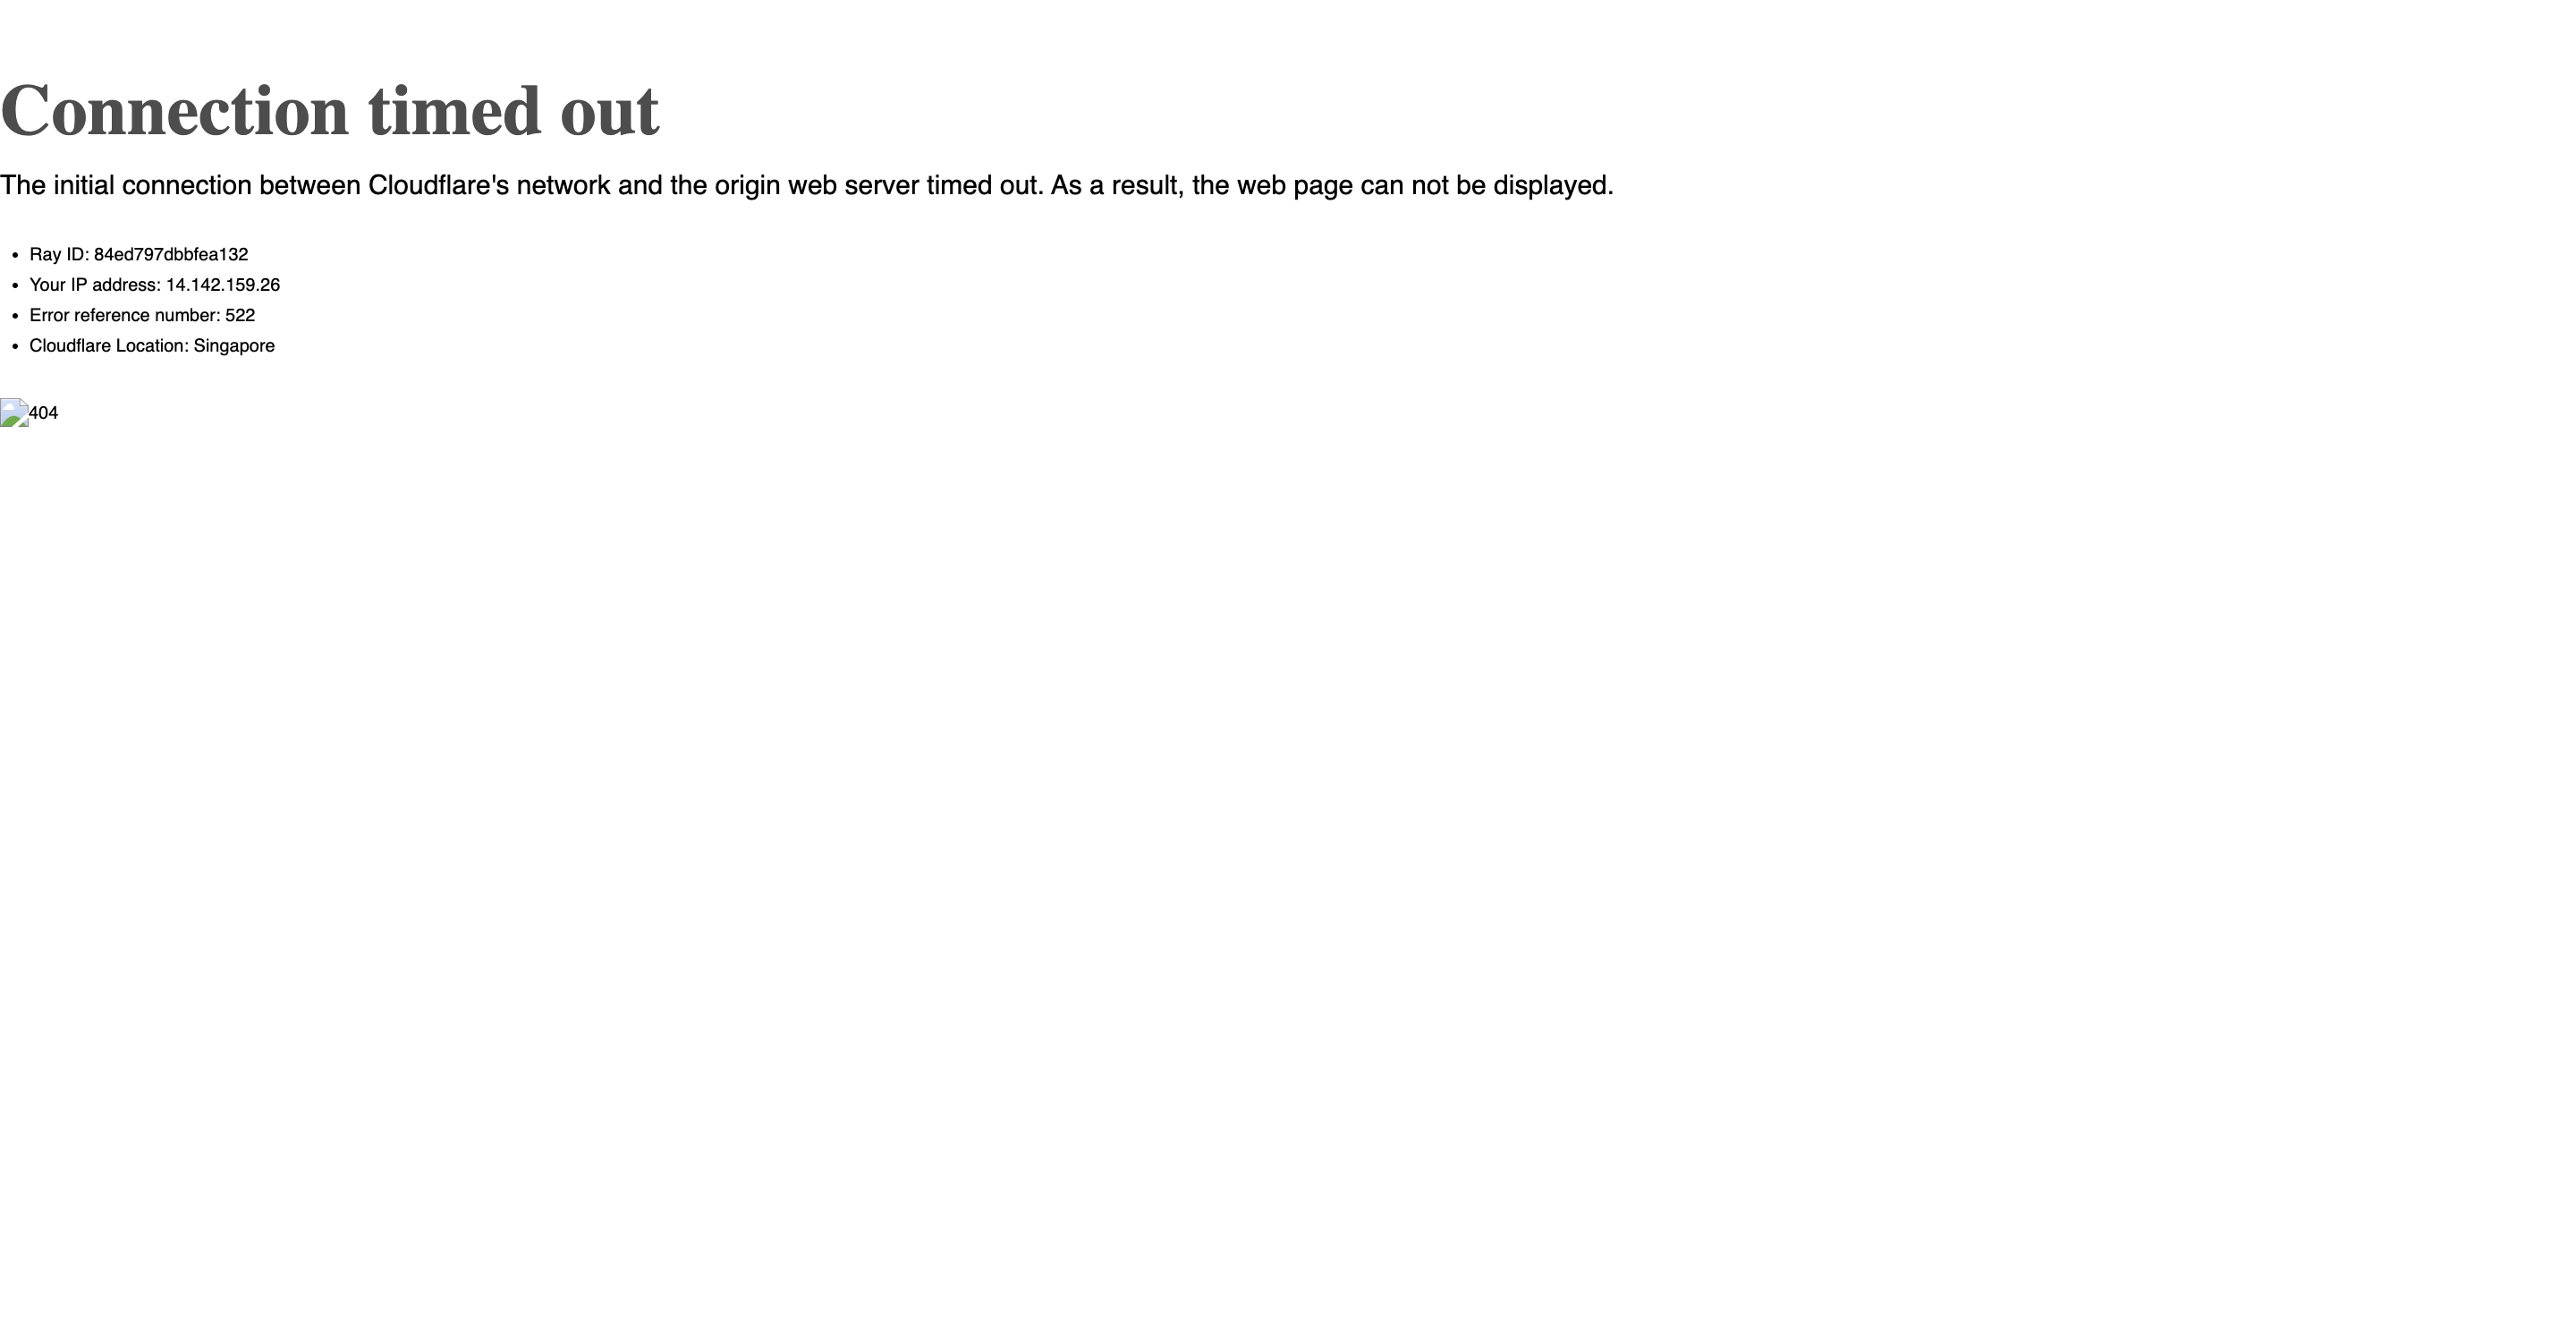 Connection timed out
The initial connection between Cloudflare's network and the origin web server timed out. As a result, the web page can not be displayed.
• Ray ID: 84ed797dbbfea132
• Your IP address: 14.142.159.26
• Error reference number: 522
• Cloudflare Location: Singapore
404